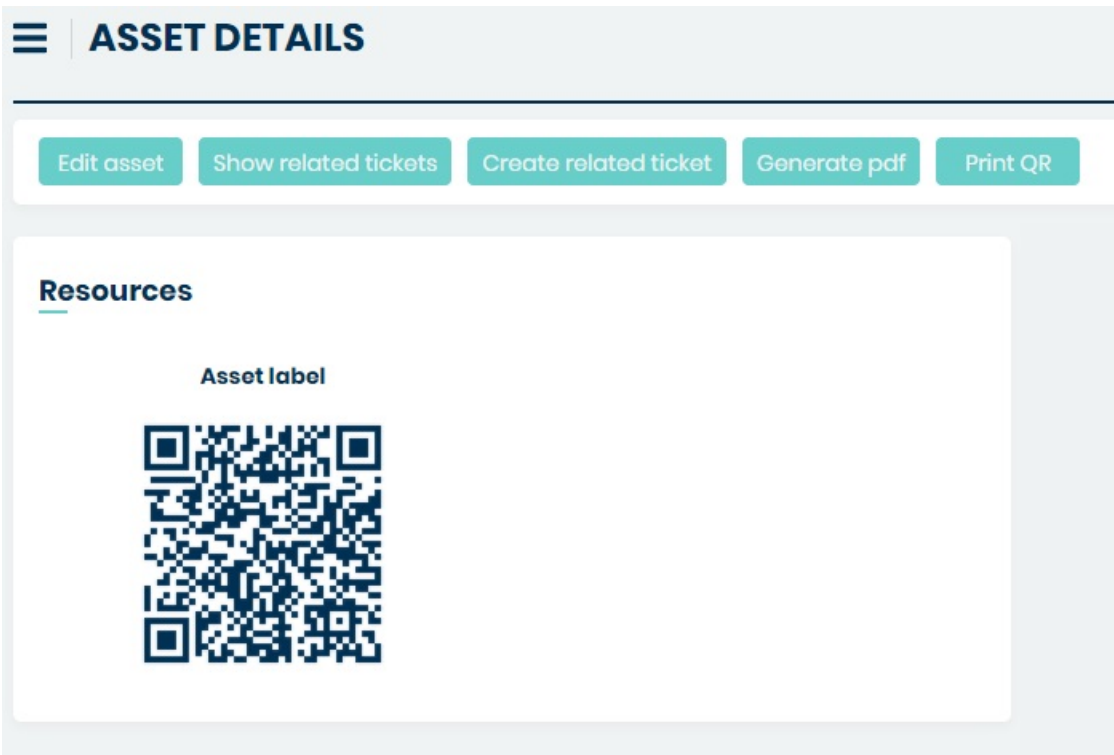 ASSET DETAILS
Edit asset Show related tickets Create related ticket Generate pdf Print QR
Resources
Asset label